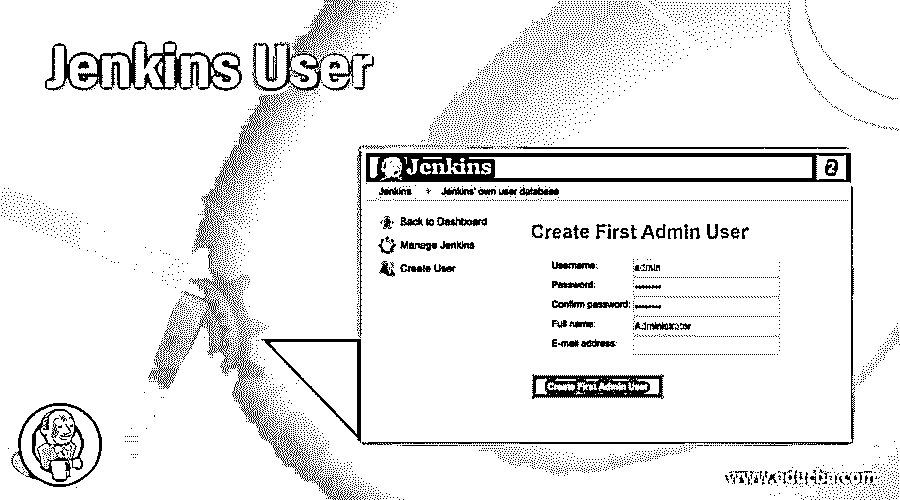 Jenkins User
Jenkins 2
Jenkins Jenkins' own user database
Back to Dashboard
Manage Jenkins
Create User
Create First Admin User
Username: admin
Password: ••••••••
Confirm password: ••••••••
Full name: Administrator
E-mail address:
Create First Admin User
www.educba.com